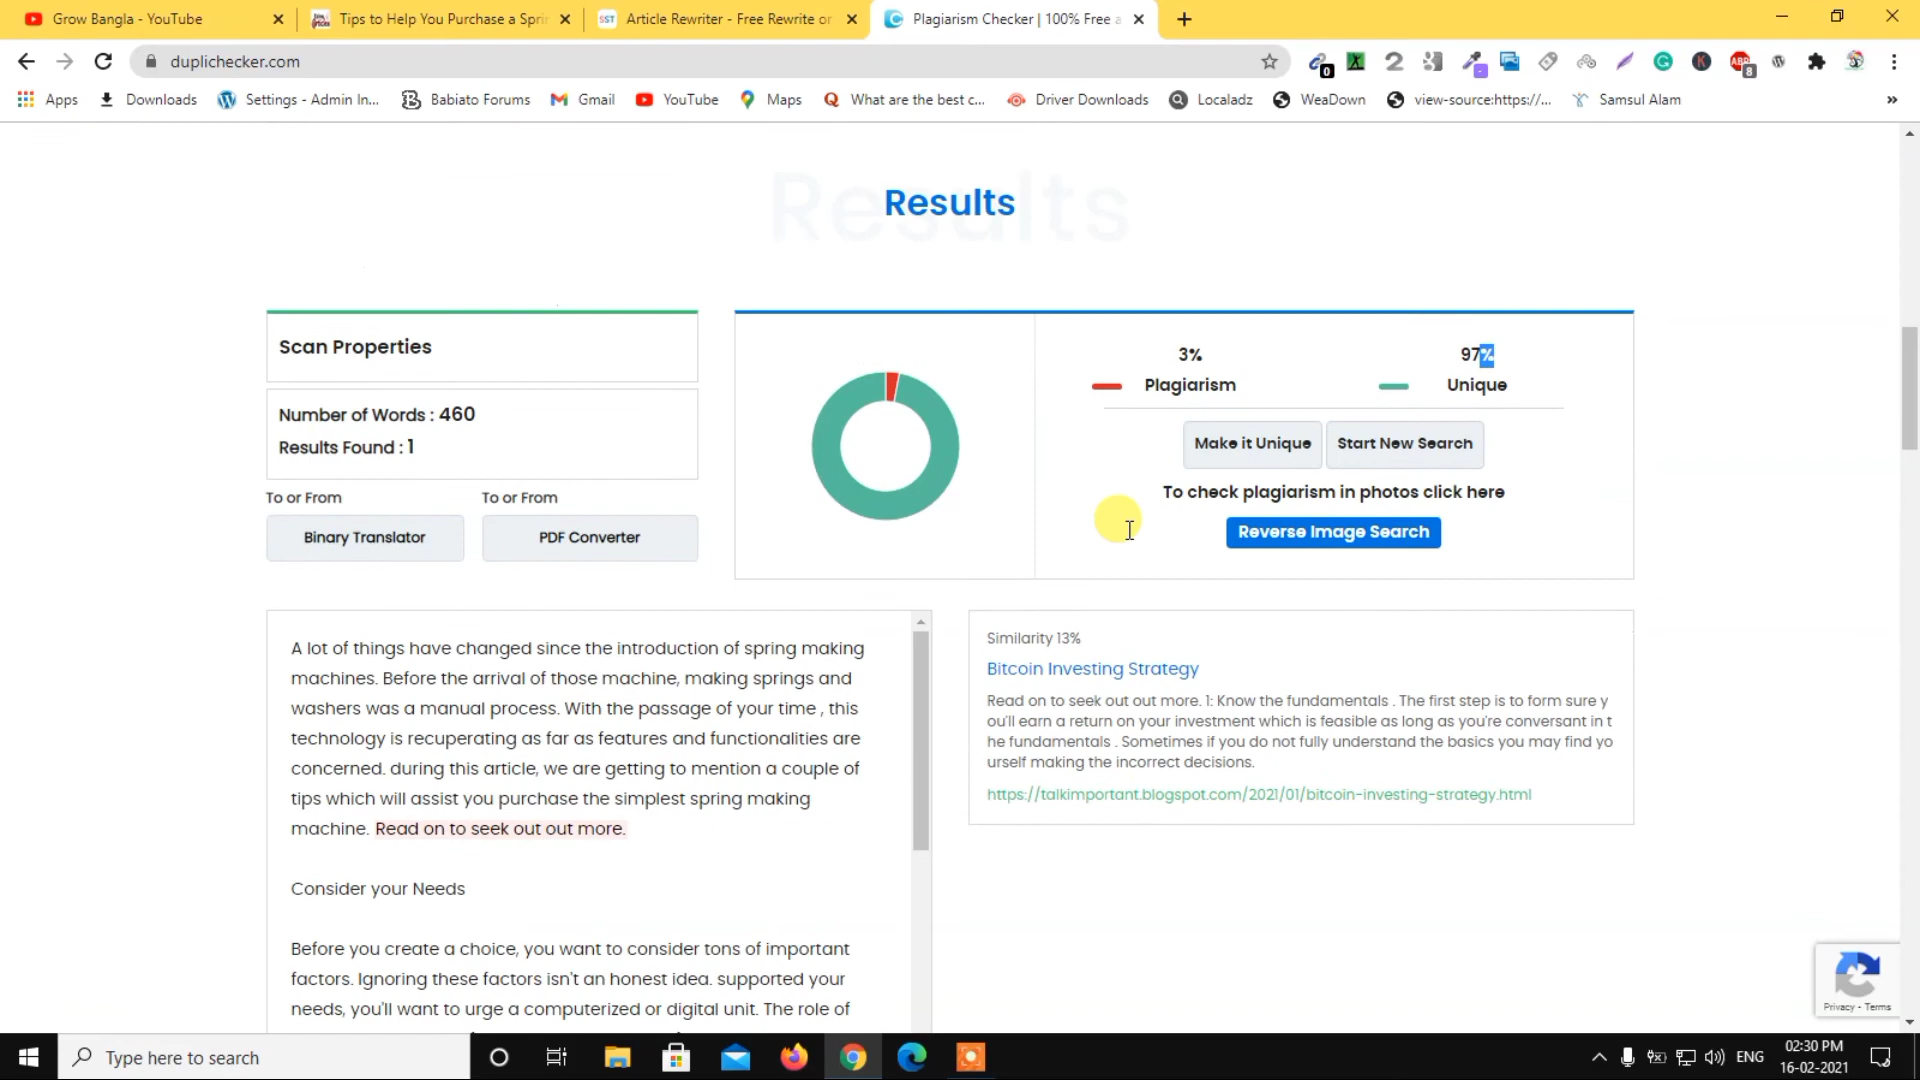 Grow Bangla - YouTube
Tips to Help You Purchase a Spri
SST
Article Rewriter - Free Rewrite or
Plagiarism Checker | 100% Free a
duplichecker.com
0
2
K
ABP
8
Apps
Downloads
Settings - Admin In...
Babiato Forums
Gmail
YouTube
Maps
What are the best c...
Driver Downloads
Localadz
WeaDown
view-source:https://...
Samsul Alam
»
Results
Results
Scan Properties
Number of Words : 460
Results Found : 1
To or From
To or From
Binary Translator
PDF Converter
3%
97%
Plagiarism
Unique
Make it Unique
Start New Search
To check plagiarism in photos click here
Reverse Image Search
A lot of things have changed since the introduction of spring making
machines. Before the arrival of those machine, making springs and
washers was a manual process. With the passage of your time , this
technology is recuperating as far as features and functionalities are
concerned. during this article, we are getting to mention a couple of
tips which will assist you purchase the simplest spring making
machine. Read on to seek out out more.
Consider your Needs
Before you create a choice, you want to consider tons of important
factors. Ignoring these factors isn't an honest idea. supported your
needs, you'll want to urge a computerized or digital unit. The role of
Similarity 13%
Bitcoin Investing Strategy
Read on to seek out out more. 1: Know the fundamentals . The first step is to form sure y
ou'll earn a return on your investment which is feasible as long as you're conversant in t
he fundamentals . Sometimes if you do not fully understand the basics you may find yo
urself making the incorrect decisions.
https://talkimportant.blogspot.com/2021/01/bitcoin-investing-strategy.html
Privacy - Terms
Type here to search
ENG
02:30 PM
16-02-2021